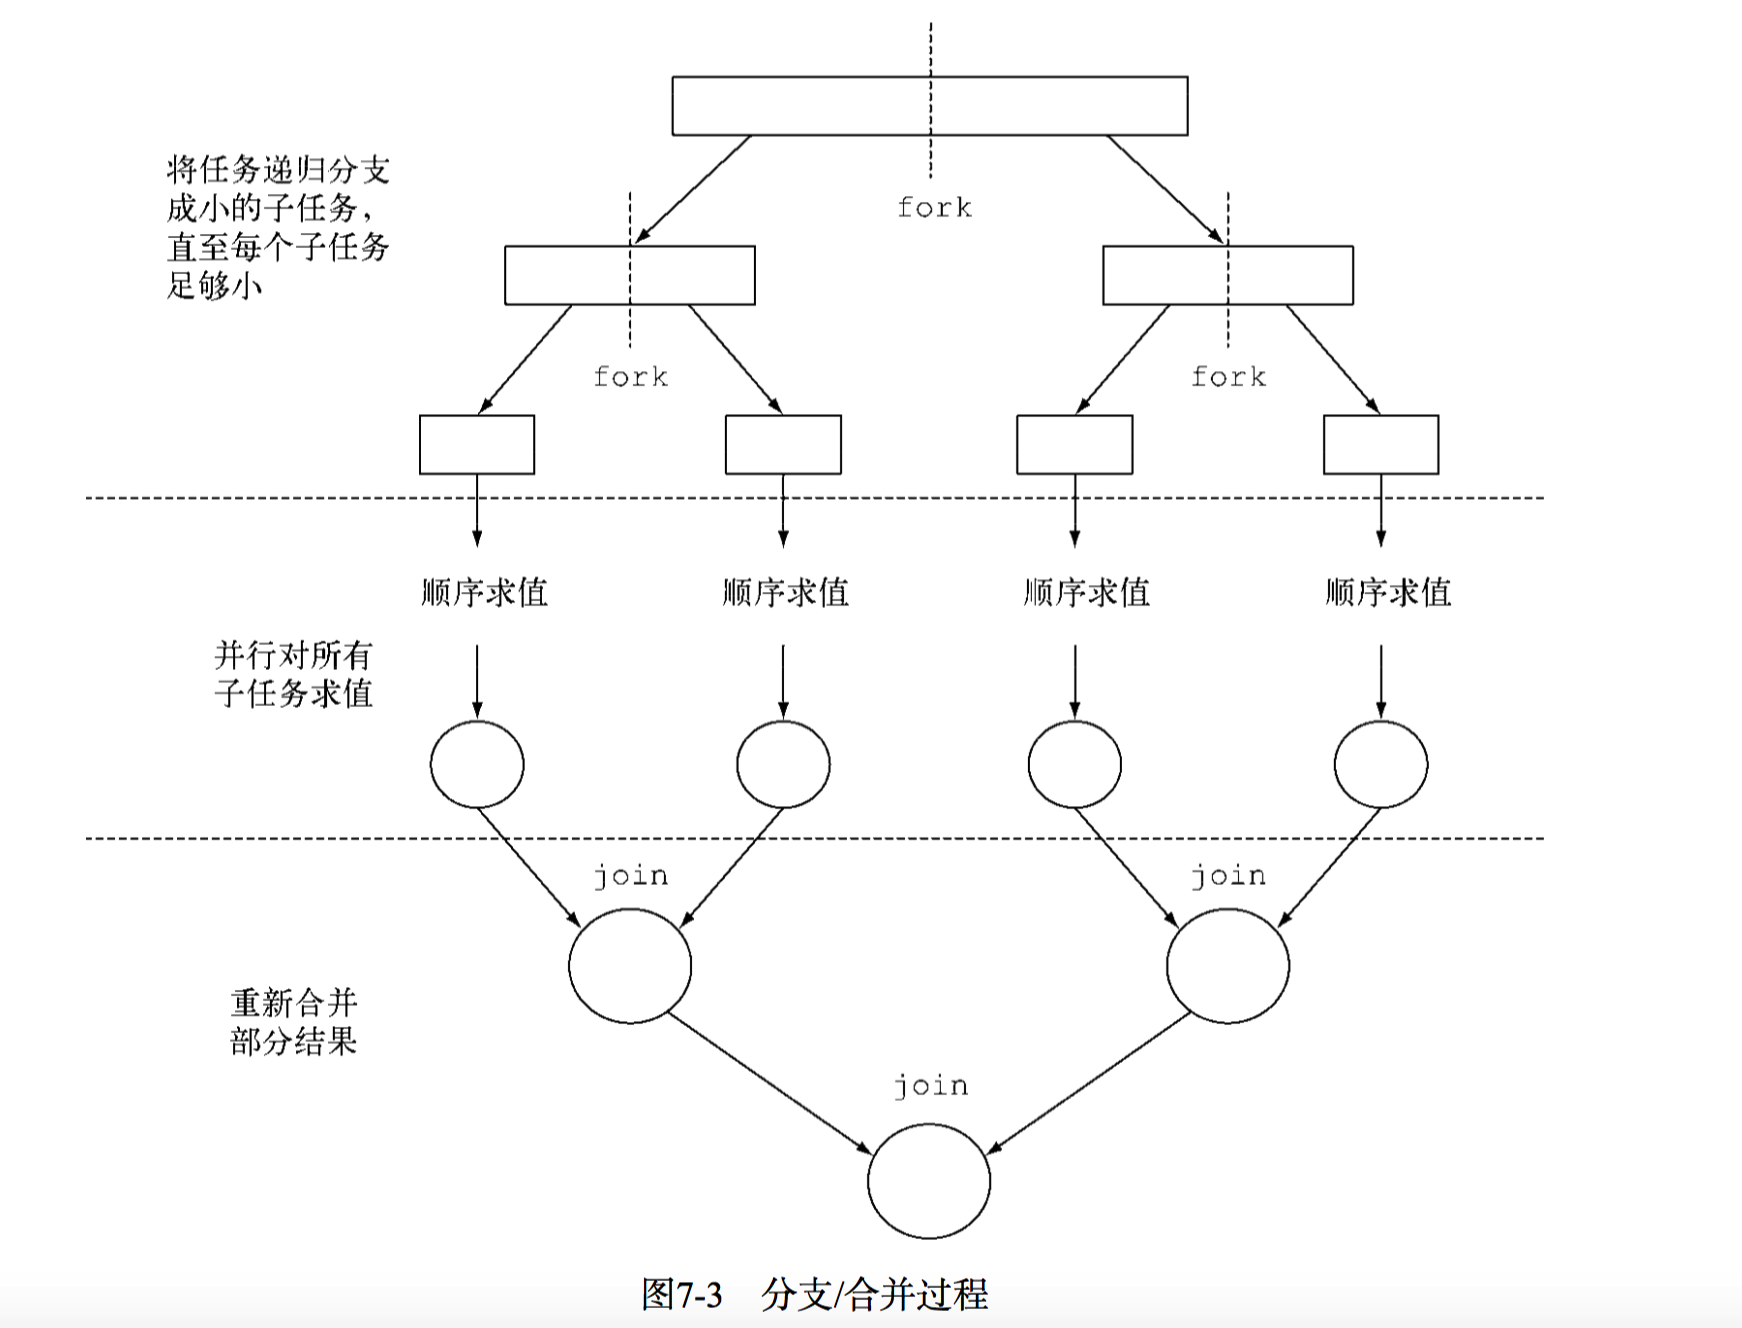 将任务递归分支
成小的子任务，
直至每个子任务
足够小
fork
fork
fork
顺序求值
顺序求值
顺序求值
顺序求值
并行对所有
子任务求值
join
join
重新合并
部分结果
join
图7-3 分支/合并过程